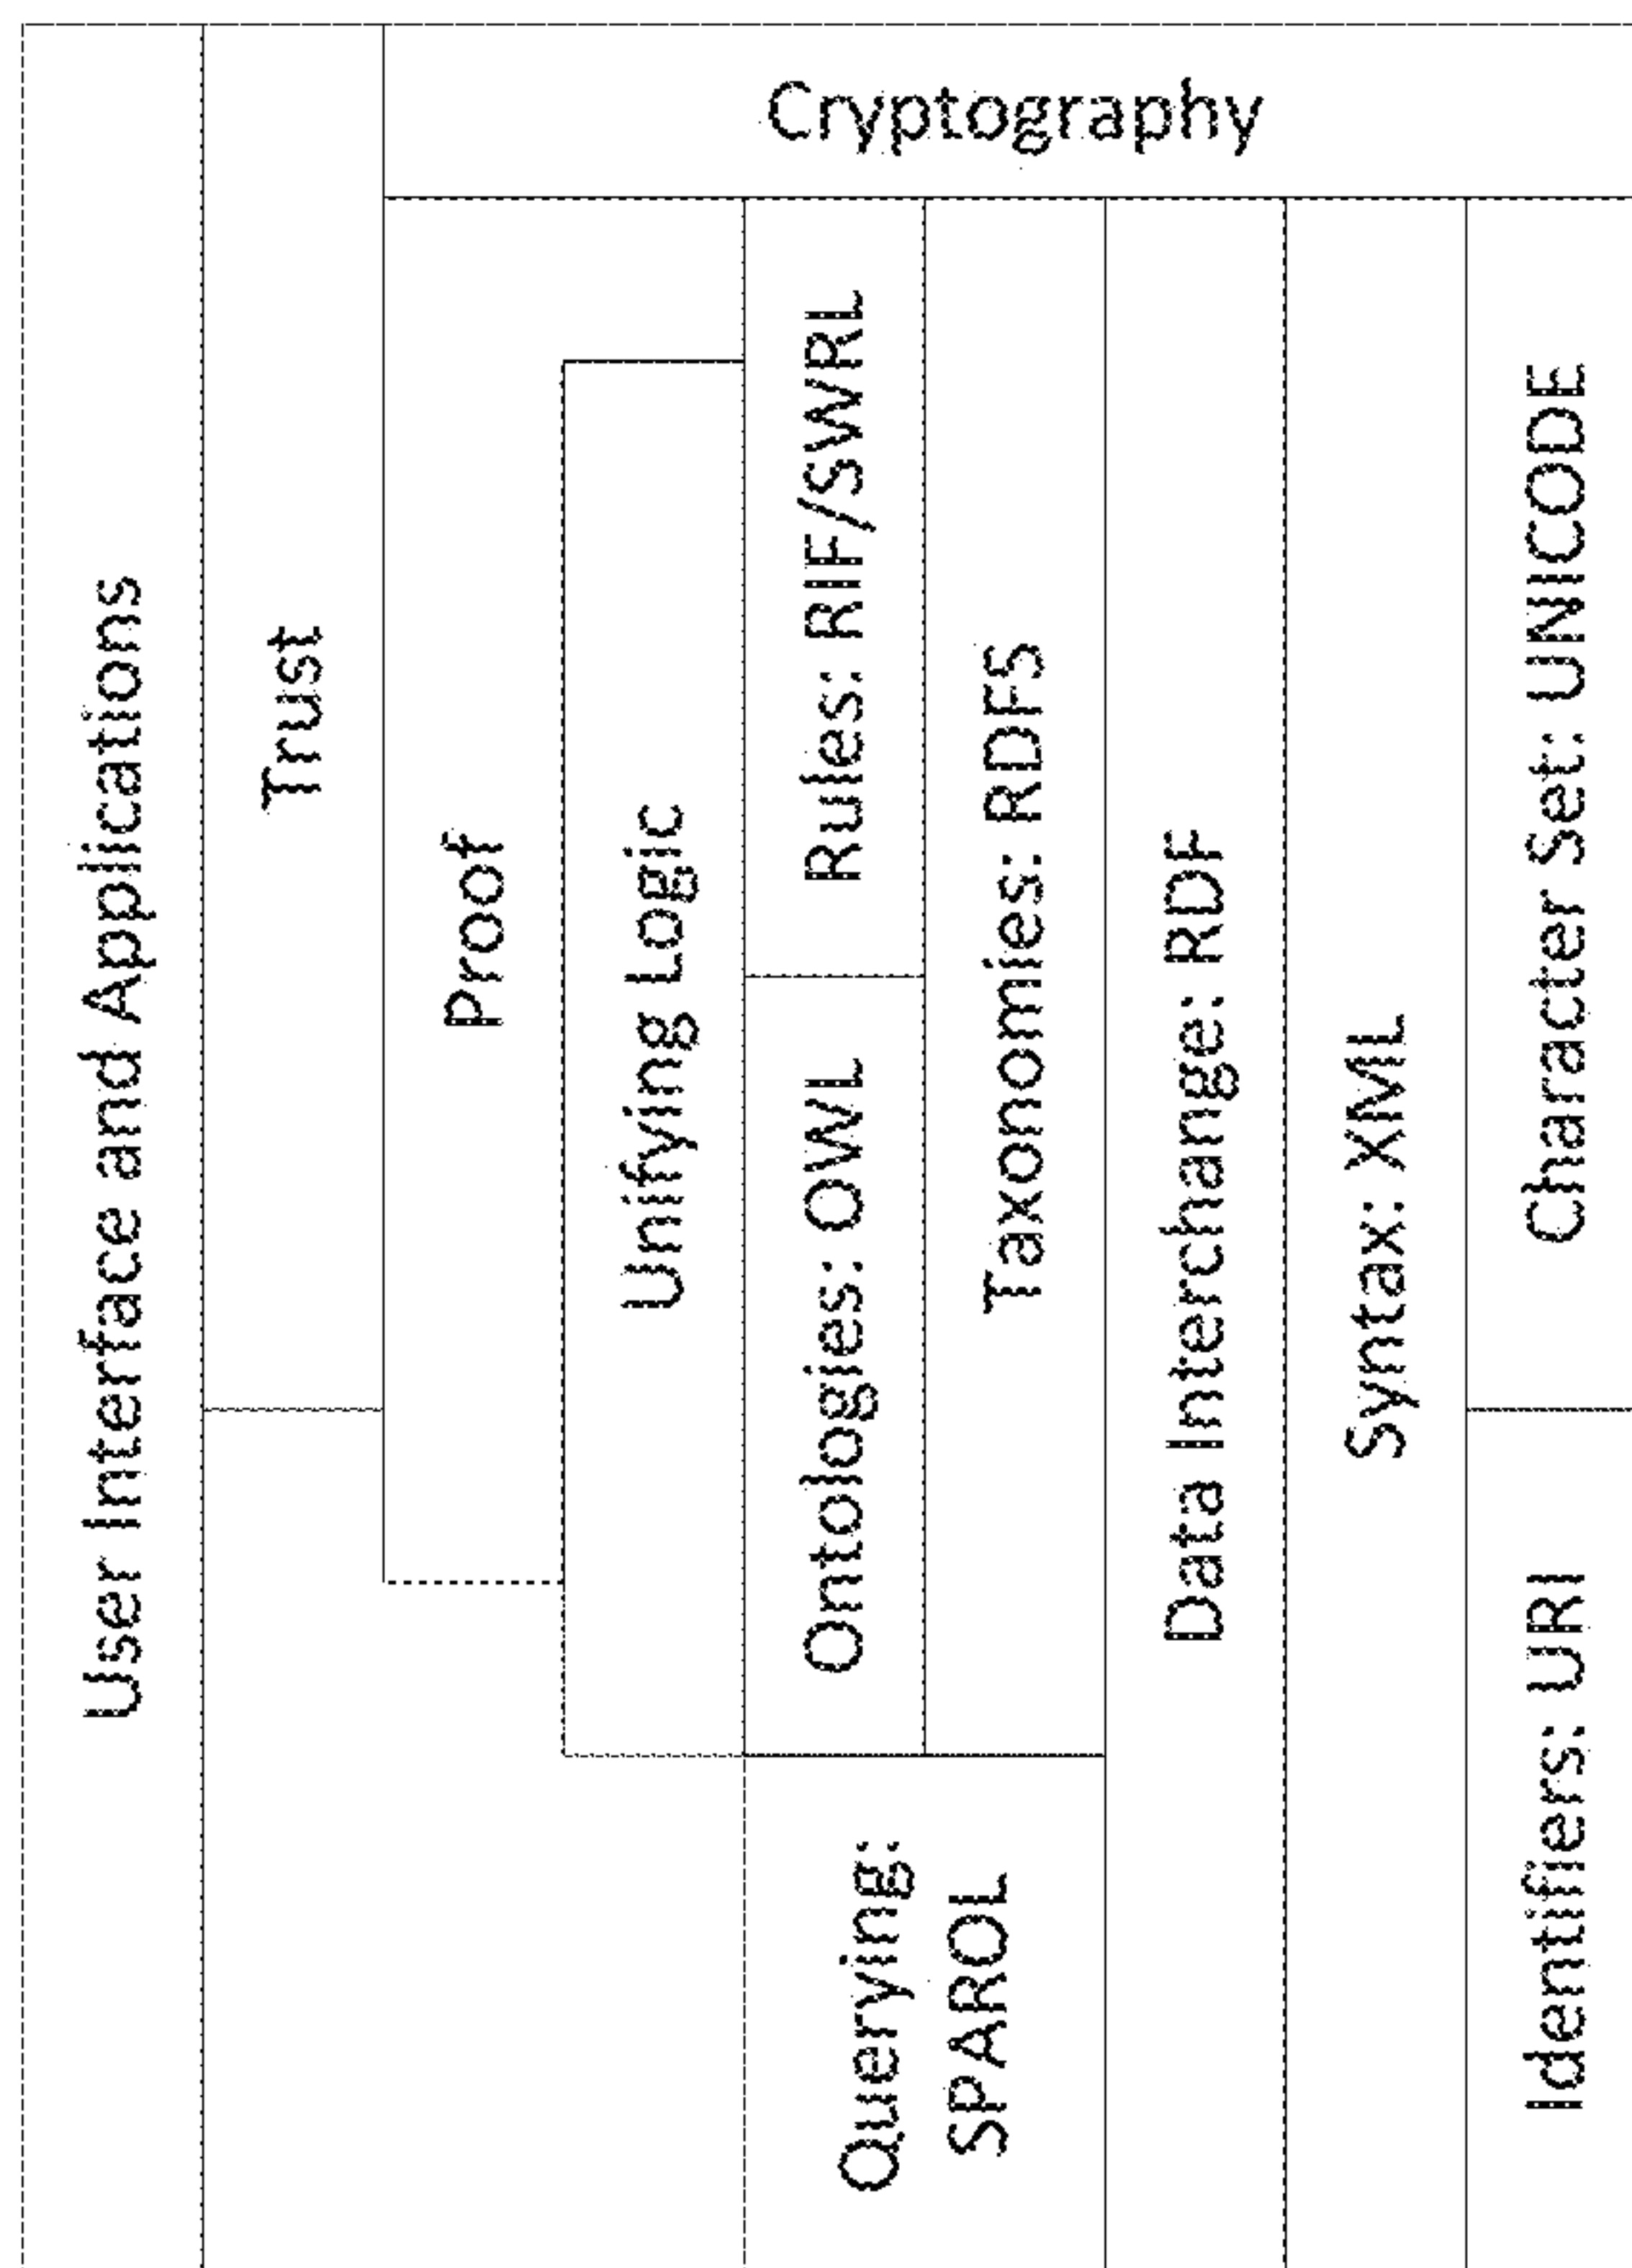 User Interface and Applications
Trust
Proof
Unifying Logic
Ontologies: OWL
Rules: RIF/SWRL
Querying:
SPAROL
Taxonomies: RDFS
Data Interchange: RDF
Syntax: XML
Identifiers: URI
Character Set: UNICODE
Cryptography